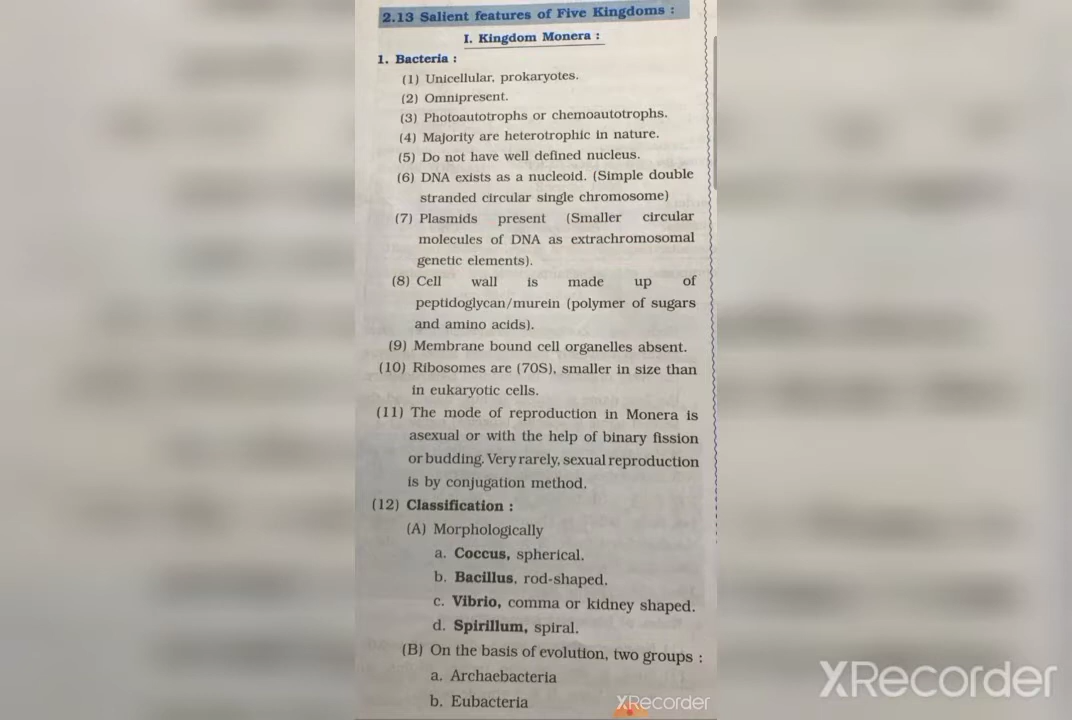 2.13 Salient features of Five Kingdoms :
I. Kingdom Monera :
1. Bacteria :
(1) Unicellular, prokaryotes.
(2) Omnipresent.
(3) Photoautotrophs or chemoautotrophs.
(4) Majority are heterotrophic in nature.
(5) Do not have well defined nucleus.
(6) DNA exists as a nucleoid. (Simple double
stranded circular single chromosome)
(7) Plasmids present (Smaller circular
molecules of DNA as extrachromosomal
genetic elements).
(8) Cell wall is made up of
peptidoglycan/murein (polymer of sugars
and amino acids).
(9) Membrane bound cell organelles absent.
(10) Ribosomes are (70S), smaller in size than
in eukaryotic cells.
(11) The mode of reproduction in Monera is
asexual or with the help of binary fission
or budding. Very rarely, sexual reproduction
is by conjugation method.
(12) Classification :
(A) Morphologically
a. Coccus, spherical.
b. Bacillus, rod-shaped.
c. Vibrio, comma or kidney shaped.
d. Spirillum, spiral.
(B) On the basis of evolution, two groups :
a. Archaebacteria
b. Eubacteria
XRecorder
XRecorder